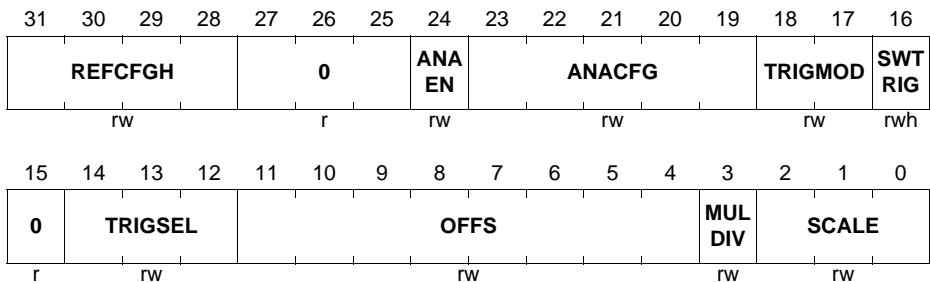 31 30 29 28 27 26 25 24 23 22 21 20 19 18 17 16
REFCFGH 0 ANA EN ANACFG TRIGMOD SWT RIG
rw r rw rw rw rwh
15 14 13 12 11 10 9 8 7 6 5 4 3 2 1 0
0 TRIGSEL OFFS MUL DIV SCALE
r rw rw rw rw